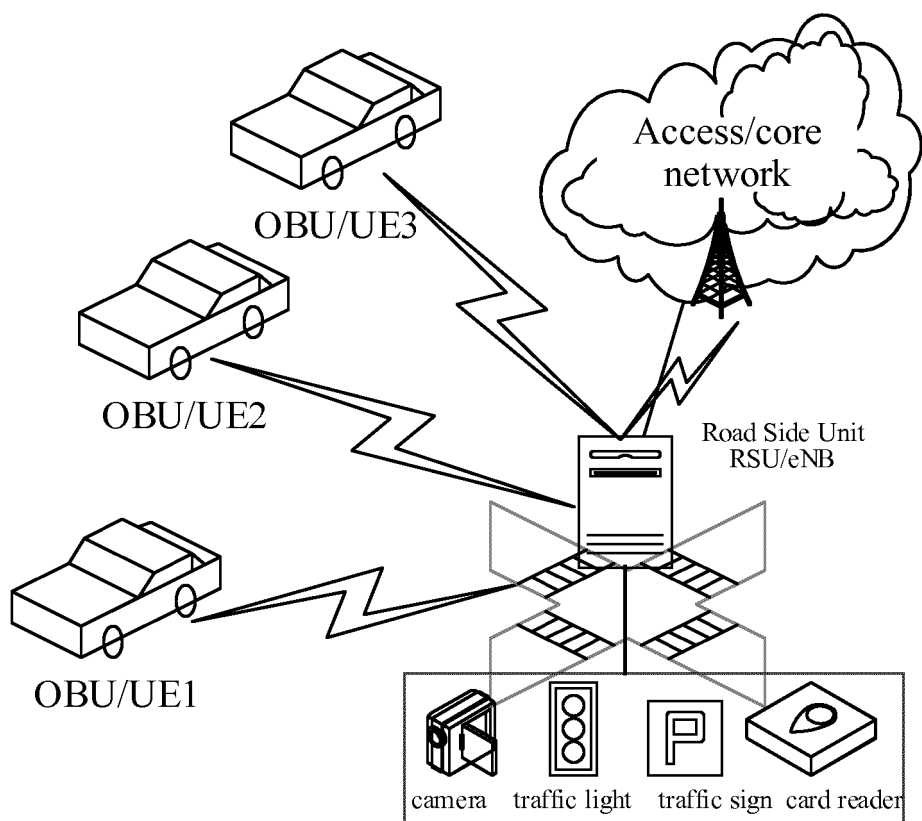 Access/core
network
OBU/UE3
OBU/UE2
Road Side Unit
RSU/eNB
OBU/UE1
P
camera
traffic light
traffic sign
card reader